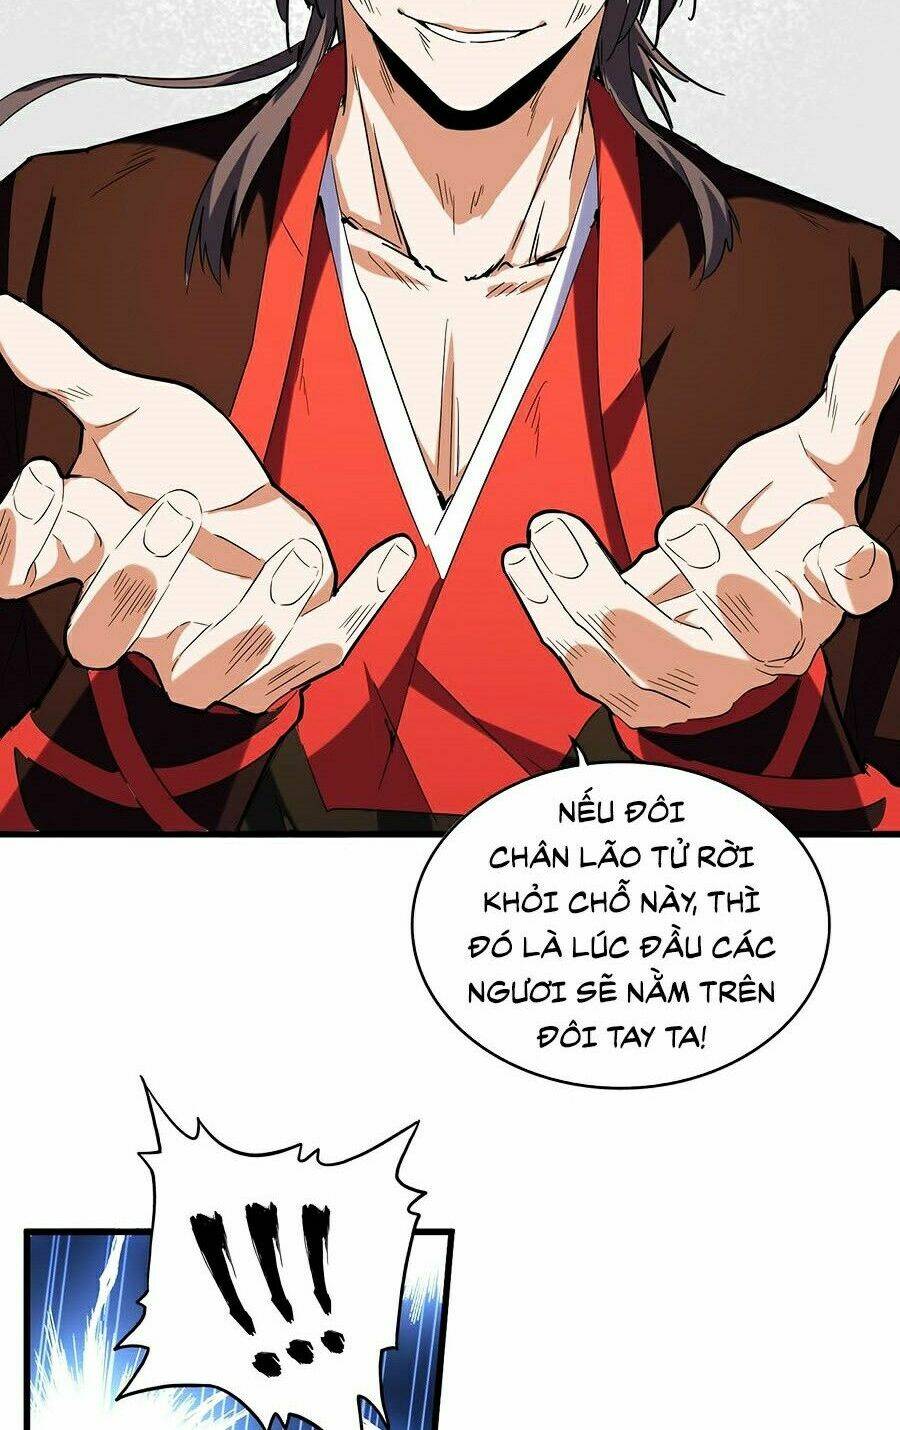 NẾU ĐÔI
CHÂN LÃO TỬ RỜI
KHỎI CHỖ NÀY, THÌ
ĐÓ LÀ LÚC ĐẦU CÁC
NGƯƠI SẼ NẰM TRÊN
ĐÔI TAY TA!
!!!